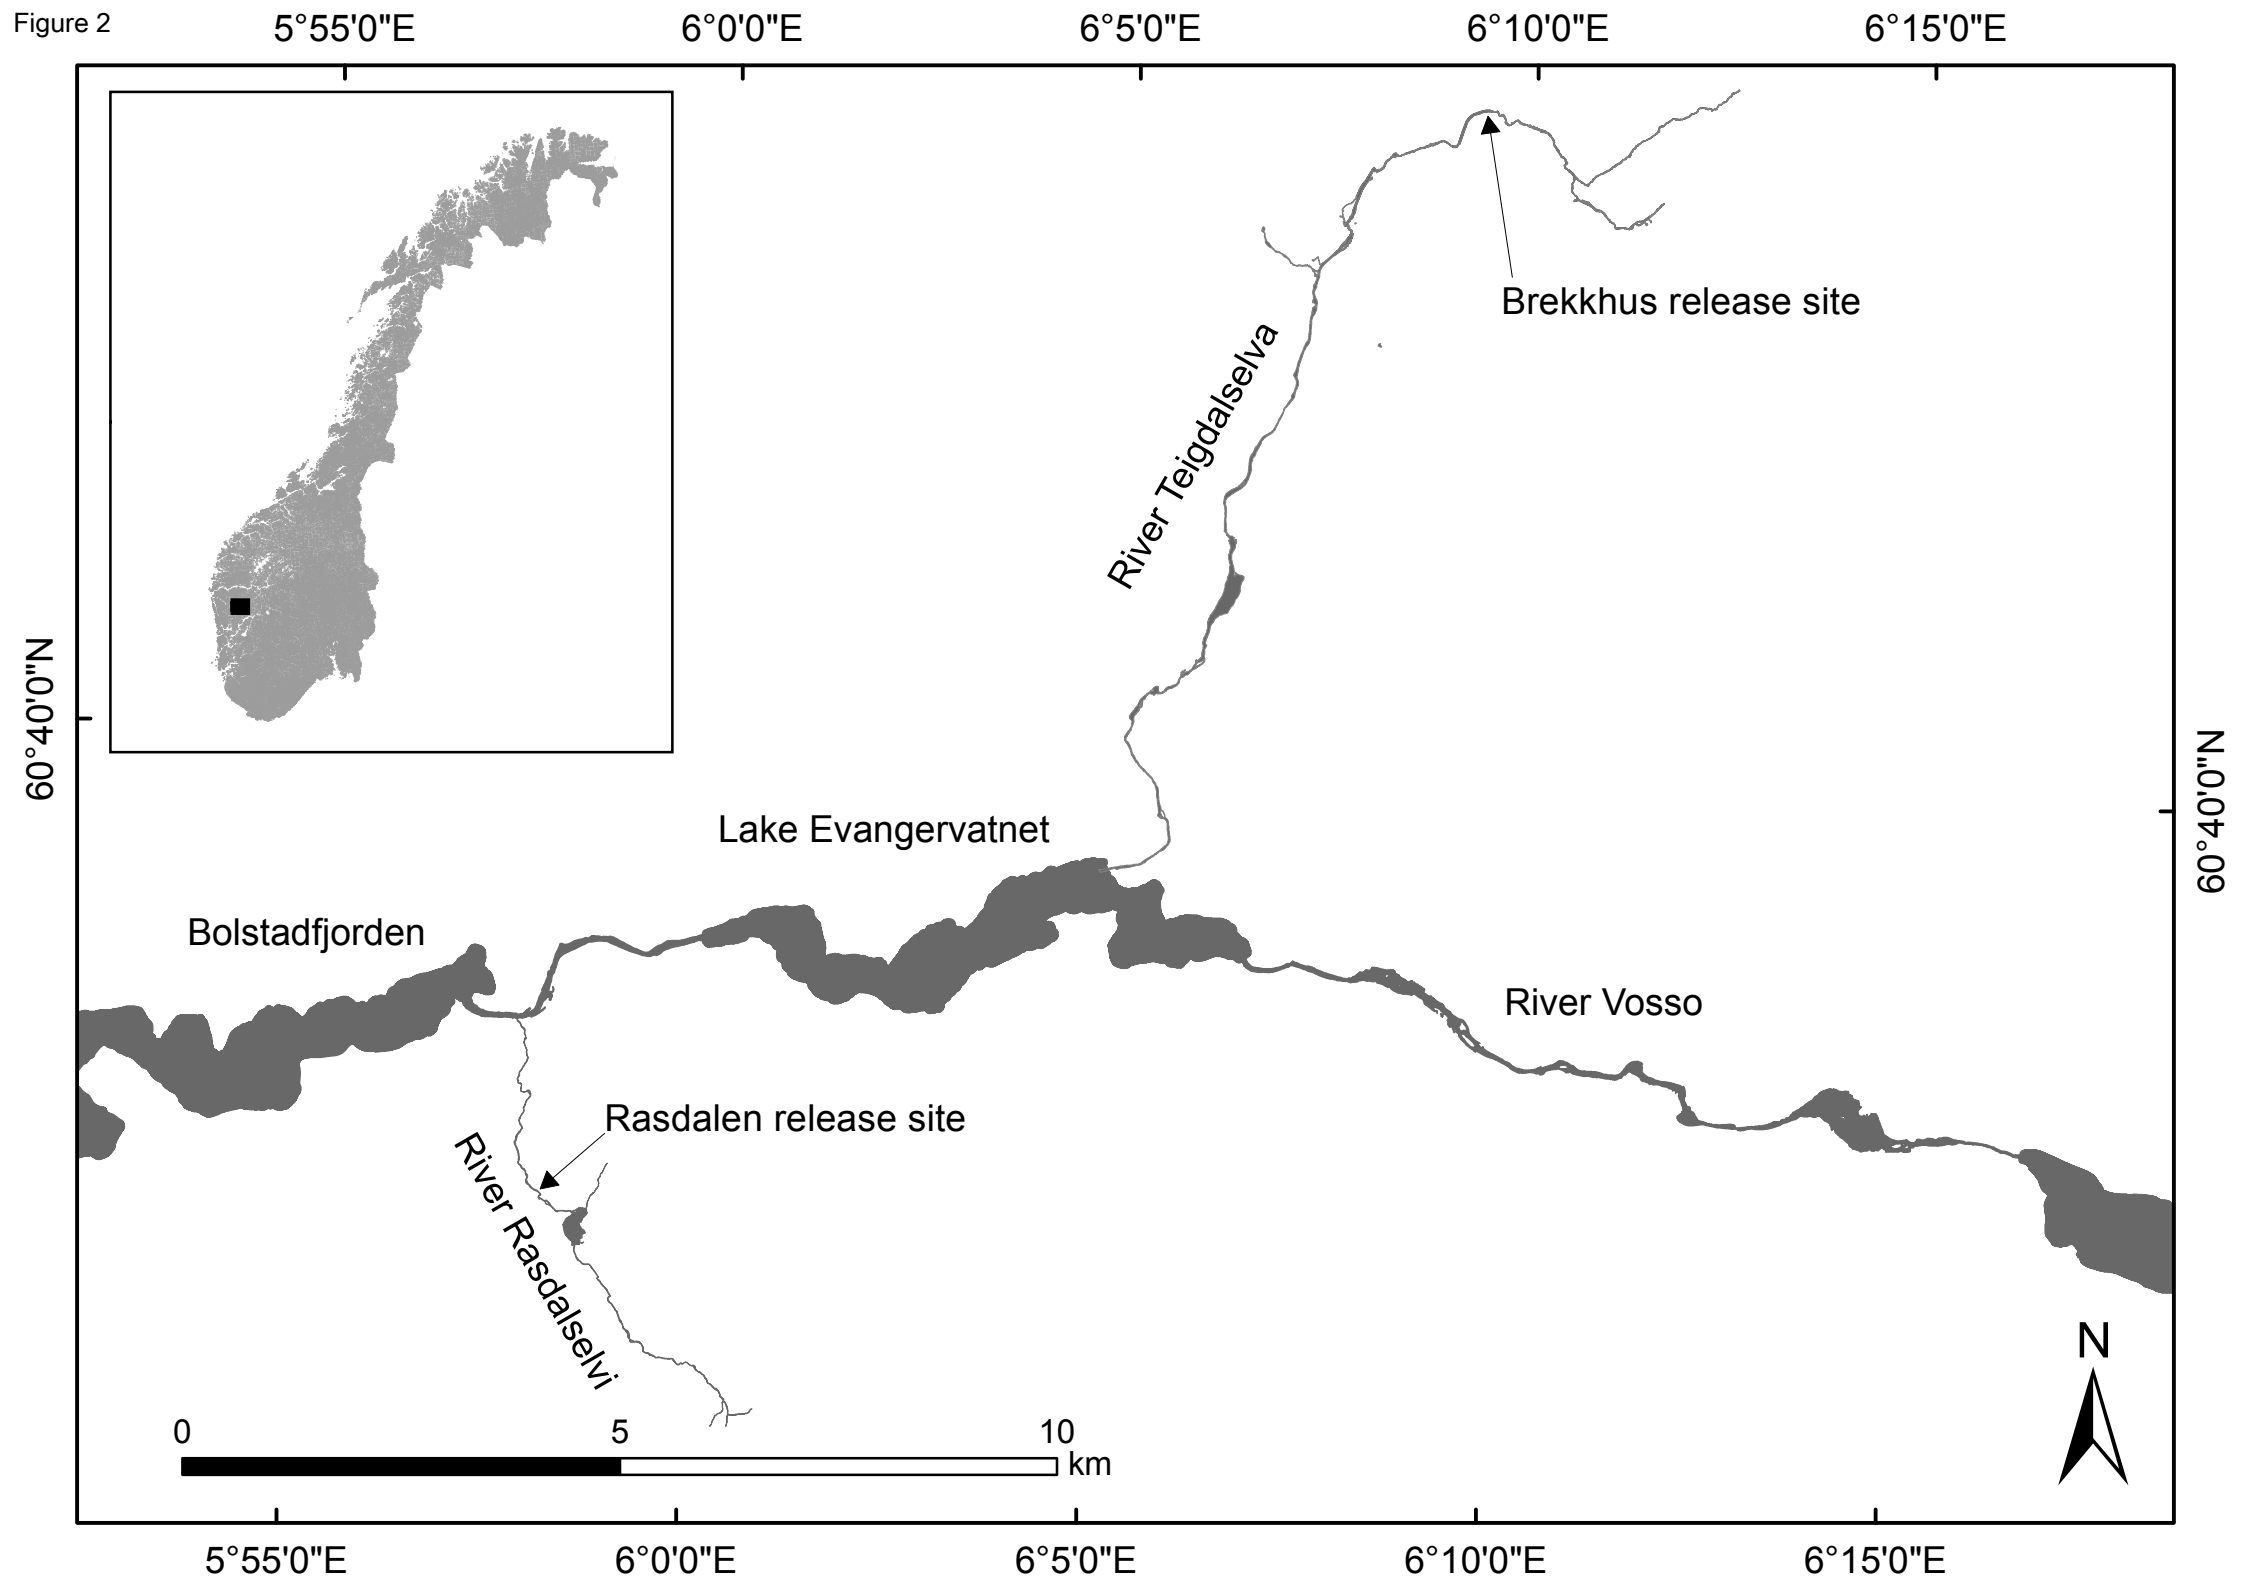 Figure 2
5°55'0"E
6°0'0"E
6°5'0"E
6°10'0"E
6°15'0"E
Brekkhus release site
River Teigdalselva
60°40'0"N
60°40'0"N
Lake Evangervatnet
Bolstadfjorden
River Vosso
Rasdalen release site
River Rasdalselvi
N
0 5 10
km
5°55'0"E
6°0'0"E
6°5'0"E
6°10'0"E
6°15'0"E